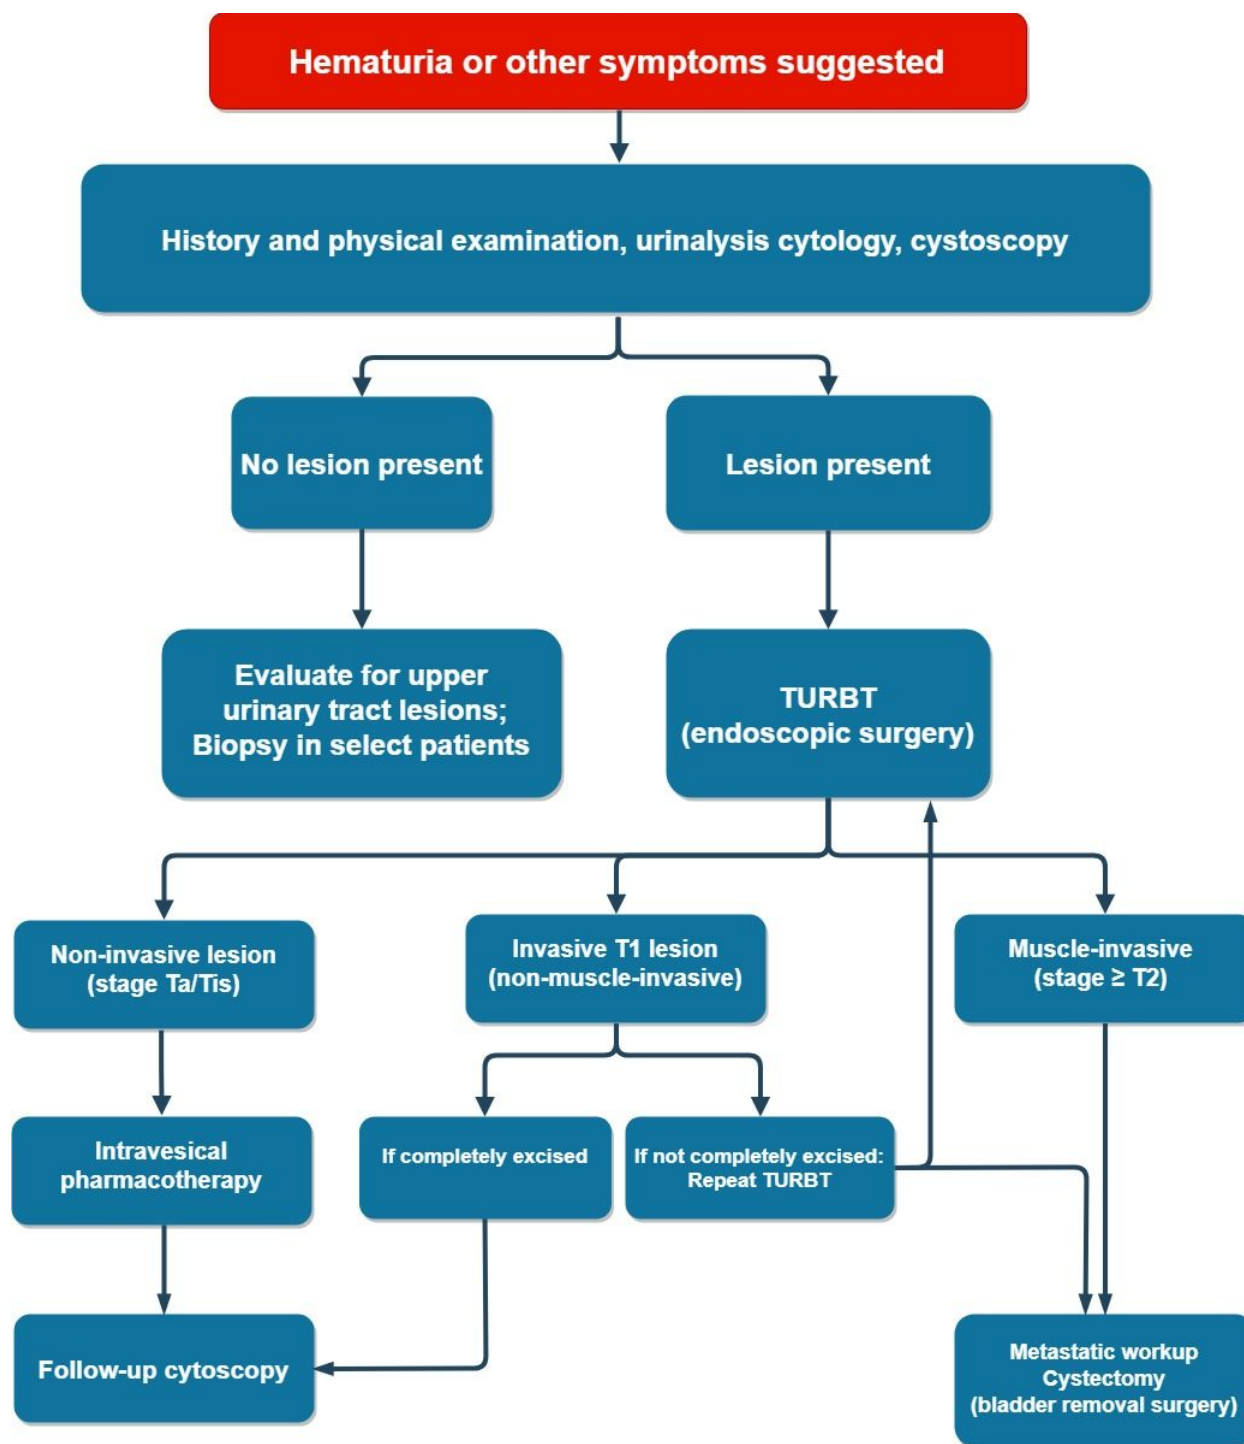 Hematuria or other symptoms suggested
History and physical examination, urinalysis cytology, cystoscopy
No lesion present
Lesion present
Evaluate for upper
urinary tract lesions;
Biopsy in select patients
TURBT
(endoscopic surgery)
Non-invasive lesion
(stage Ta/Tis)
Invasive T1 lesion
(non-muscle-invasive)
Muscle-invasive
(stage ≥ T2)
Intravesical
pharmacotherapy
If completely excised
If not completely excised:
Repeat TURBT
Follow-up cytoscopy
Metastatic workup
Cystectomy
(bladder removal surgery)